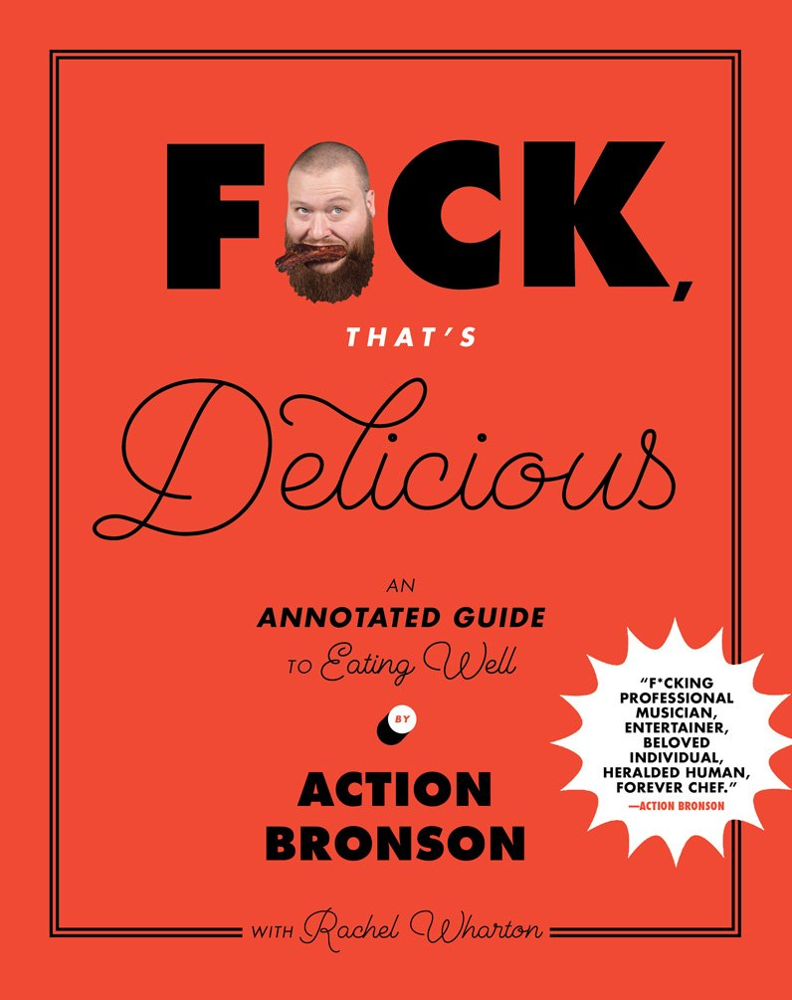 F CK,
THAT'S
Delicious
AN
ANNOTATED GUIDE
TO Eating Well
BY
ACTION
BRONSON
WITH Rachel Wharton
"F*CKING
PROFESSIONAL
MUSICIAN,
ENTERTAINER,
BELOVED
INDIVIDUAL,
HERALDED HUMAN,
FOREVER CHEF."
—ACTION BRONSON